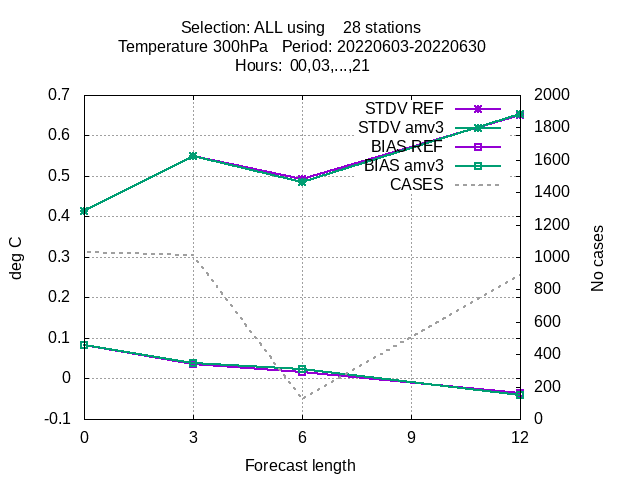 Selection: ALL using    28 stations
Temperature 300hPa   Period: 20220603-20220630
Hours:  00,03,...,21
0.7 STDV REF 2000
STDV amv3 1800
0.6 BIAS REF 1600
BIAS amv3
0.5 CASES 1400
0.4 1200
0.3 1000
0.2 800
600
0.1 400
0 200
-0.1 0
deg C
No cases
0 3 6 9 12
Forecast length